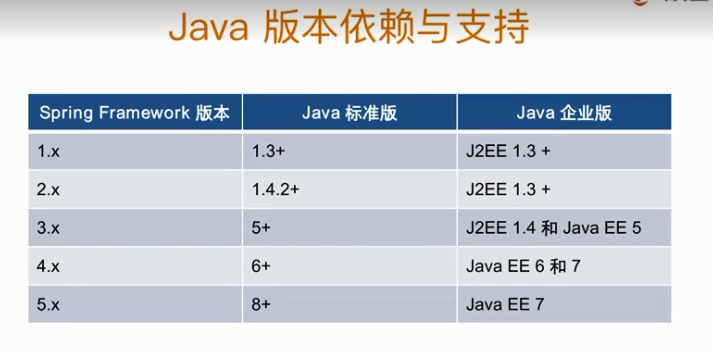 Java 版本依赖与支持
Spring Framework 版本 Java 标准版 Java 企业版
1.x 1.3+ J2EE 1.3 +
2.x 1.4.2+ J2EE 1.3 +
3.x 5+ J2EE 1.4 和 Java EE 5
4.x 6+ Java EE 6 和 7
5.x 8+ Java EE 7